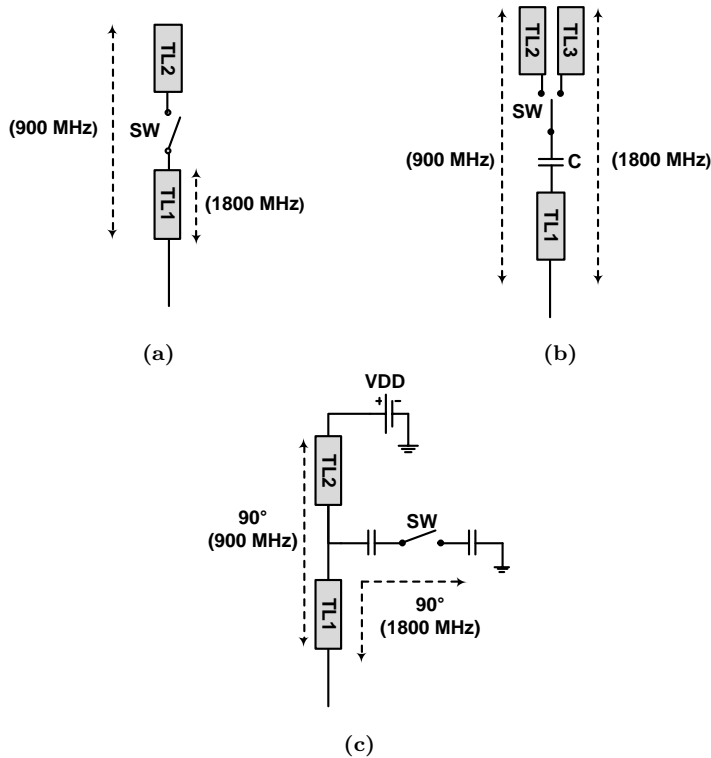 TL2
(900 MHz)
SW
TL1
(1800 MHz)
(a)
TL2
TL3
SW
(900 MHz)
C
(1800 MHz)
TL1
(b)
VDD
+ -
TL2
90°
(900 MHz)
SW
TL1
90°
(1800 MHz)
(c)